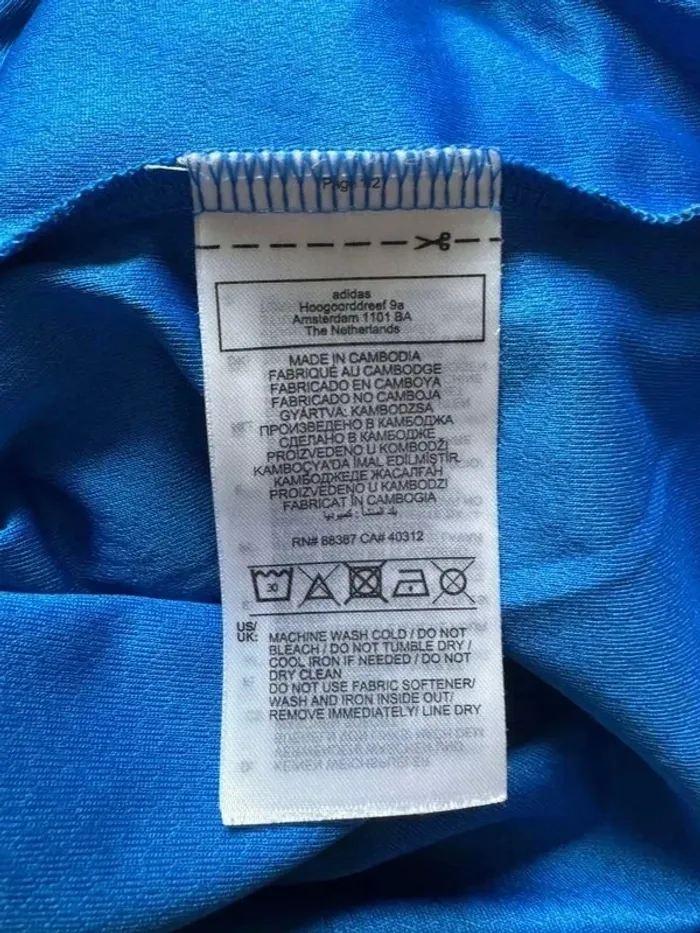 adidas
Hoogoorddreef 9a
Amsterdam 1101 BA
The Netherlands
MADE IN CAMBODIA
FABRIQUÉ AU CAMBODGE
FABRICADO EN CAMBOYA
FABRICADO NO CAMBOJA
GYÁRTVA: KAMBODZSA
ПРОИЗВЕДЕНО В КАМБОДЖА
СДЕЛАНО В КАМБОДЖЕ
PROIZVEDENO U KOMBODŽI
KAMBOÇYA'DA İMAL EDİLMİŞTİR.
КАМБОДЖЕДЕ ЖАСАЛҒАН
PROIZVEDENO U KAMBODŽI
FABRICAT ÎN CAMBOGIA
بلد المنشأ : كمبوديا
RN# 88387 CA# 40312
30
US/
UK:
MACHINE WASH COLD / DO NOT
BLEACH / DO NOT TUMBLE DRY /
COOL IRON IF NEEDED / DO NOT
DRY CLEAN
DO NOT USE FABRIC SOFTENER/
WASH AND IRON INSIDE OUT/
REMOVE IMMEDIATELY/ LINE DRY